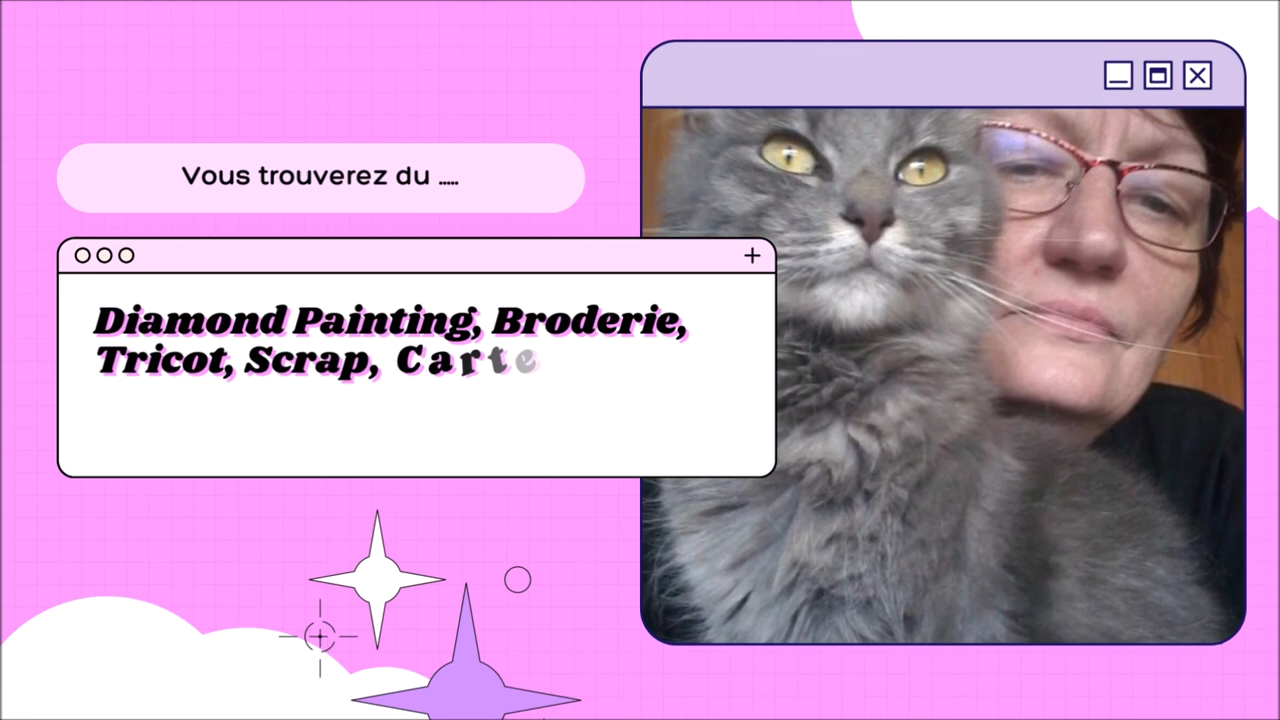 Vous trouverez du .....
Diamond Painting, Broderie,
Tricot, Scrap, Carte